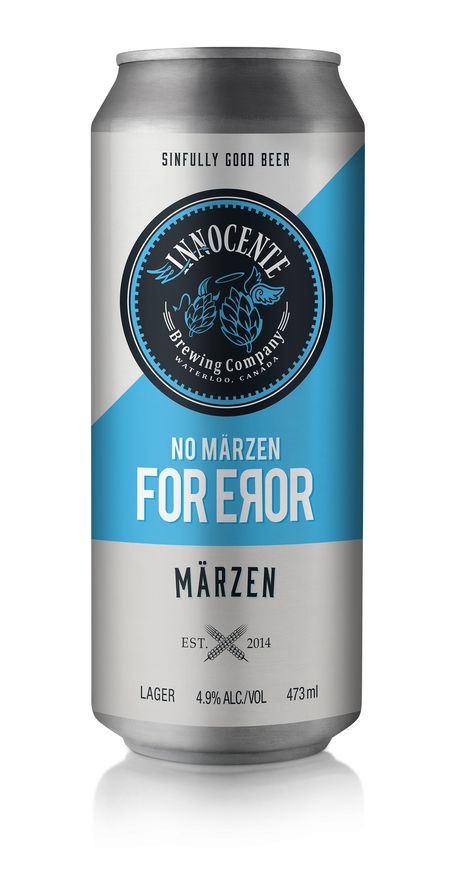 SINFULLY GOOD BEER
INNOCENTE
Brewing Company
WATERLOO, CANADA
NO MÄRZEN
FOR EЯOR
MÄRZEN
EST. 2014
LAGER 4.9% ALC./VOL 473ml